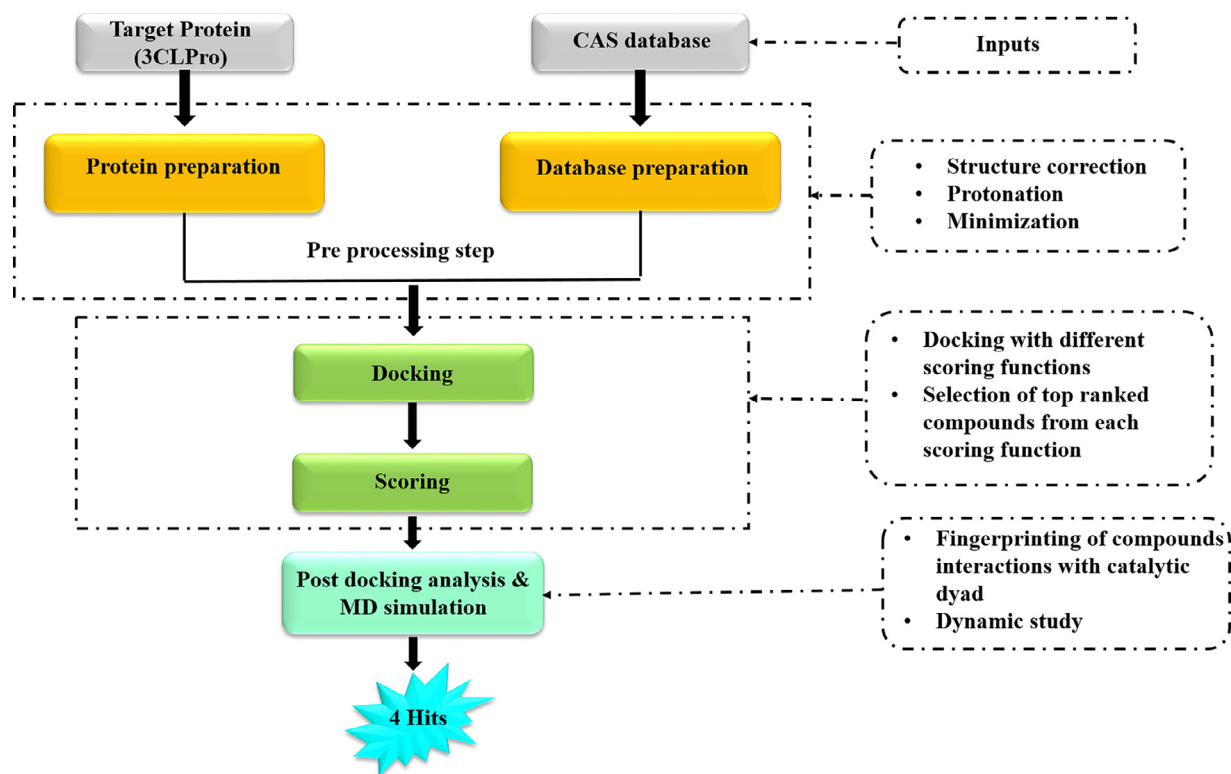 Target Protein
(3CLPro)
CAS database
Inputs
Protein preparation
Database preparation
• Structure correction
• Protonation
• Minimization
Pre processing step
Docking
• Docking with different
scoring functions
• Selection of top ranked
compounds from each
scoring function
Scoring
Post docking analysis &
MD simulation
• Fingerprinting of compounds
interactions with catalytic
dyad
• Dynamic study
4 Hits